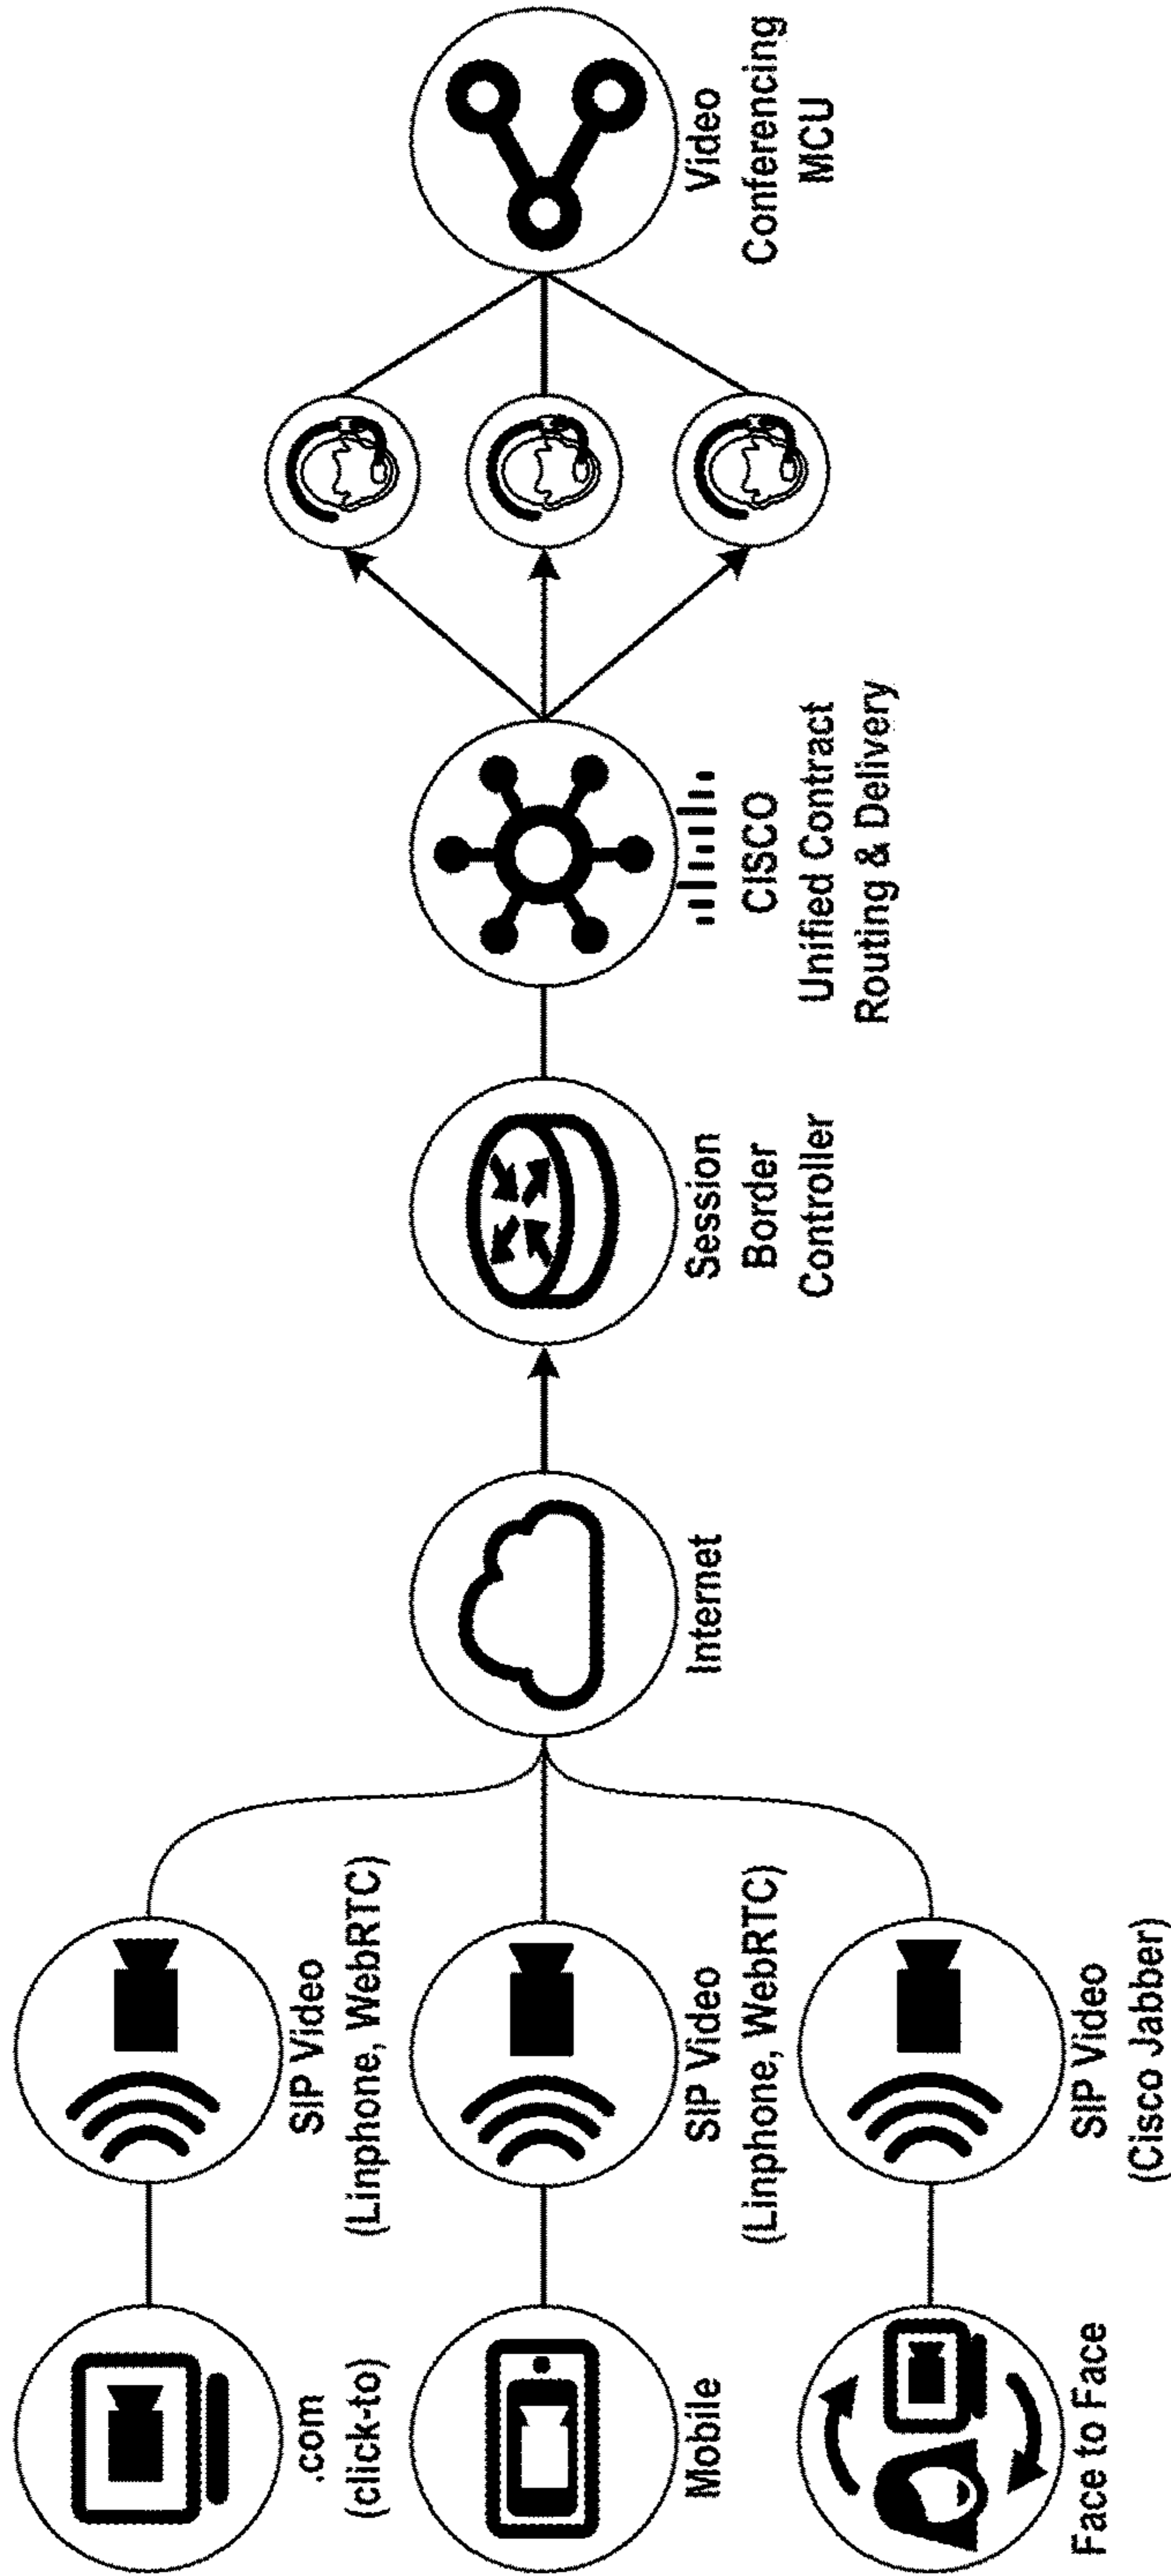 .com
(click-to)
SIP Video
(Linphone, WebRTC)
Mobile
SIP Video
(Linphone, WebRTC)
Face to Face
SIP Video
(Cisco Jabber)
Internet
Session
Border
Controller
CISCO
Unified Contract
Routing & Delivery
Video
Conferencing
MCU